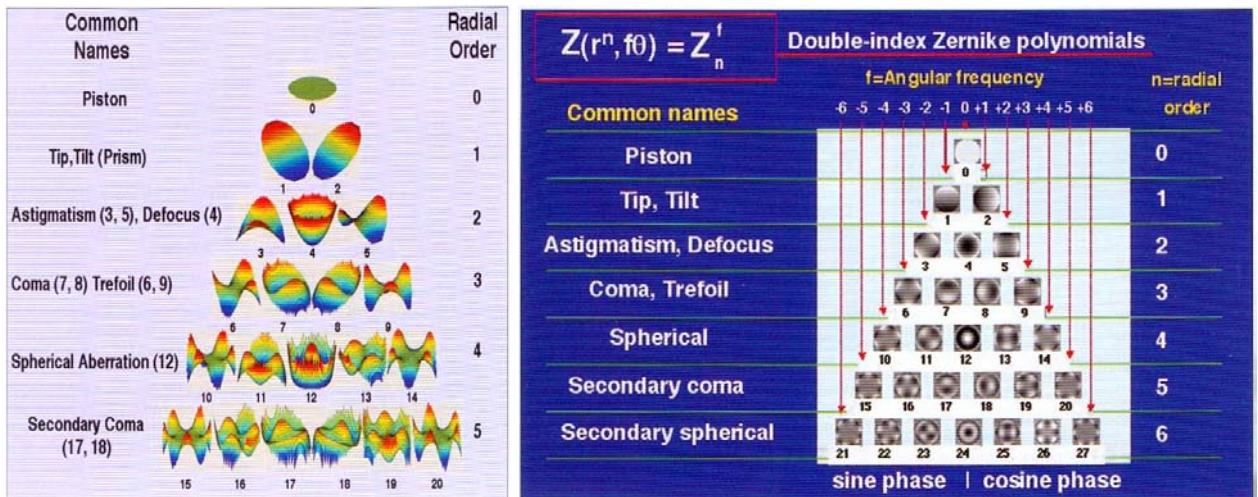 Common
Names
Radial
Order
Piston
0
0
Tip,Tilt (Prism)
1
1 2
Astigmatism (3, 5), Defocus (4)
2
3 4 5
Coma (7, 8) Trefoil (6, 9)
3
6 7 8 9
Spherical Aberration (12)
4
10 11 12 13 14
Secondary Coma
(17, 18)
5
15 16 17 18 19 20
Z(rⁿ, fθ) = Zₙᶠ
Double-index Zernike polynomials
f=Angular frequency
n=radial
order
Common names
-6 -5 -4 -3 -2 -1 0 +1 +2 +3 +4 +5 +6
Piston
0
0
Tip, Tilt
1 2
1
Astigmatism, Defocus
3 4 5
2
Coma, Trefoil
6 7 8 9
3
Spherical
10 11 12 13 14
4
Secondary coma
15 16 17 18 19 20
5
Secondary spherical
21 22 23 24 25 26 27
6
sine phase | cosine phase